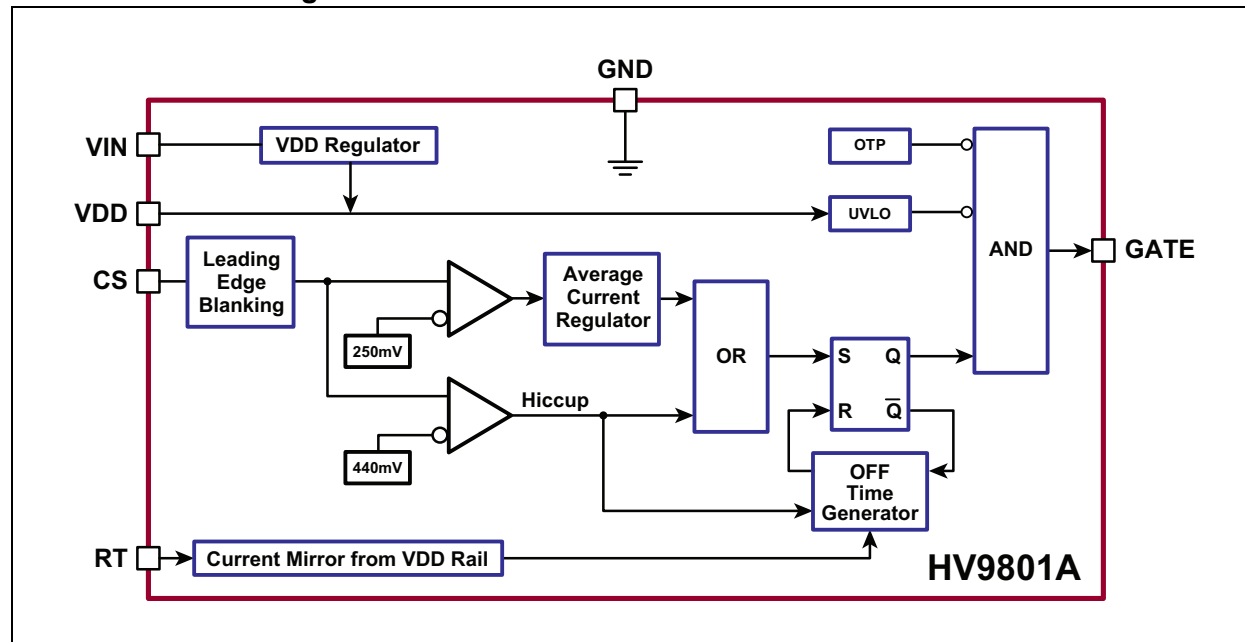 GND
VIN
VDD Regulator
OTP
VDD
UVLO
CS
Leading
Edge
Blanking
Average
Current
Regulator
AND
GATE
250mV
OR
S Q
R Q̅
Hiccup
440mV
OFF
Time
Generator
RT
Current Mirror from VDD Rail
HV9801A